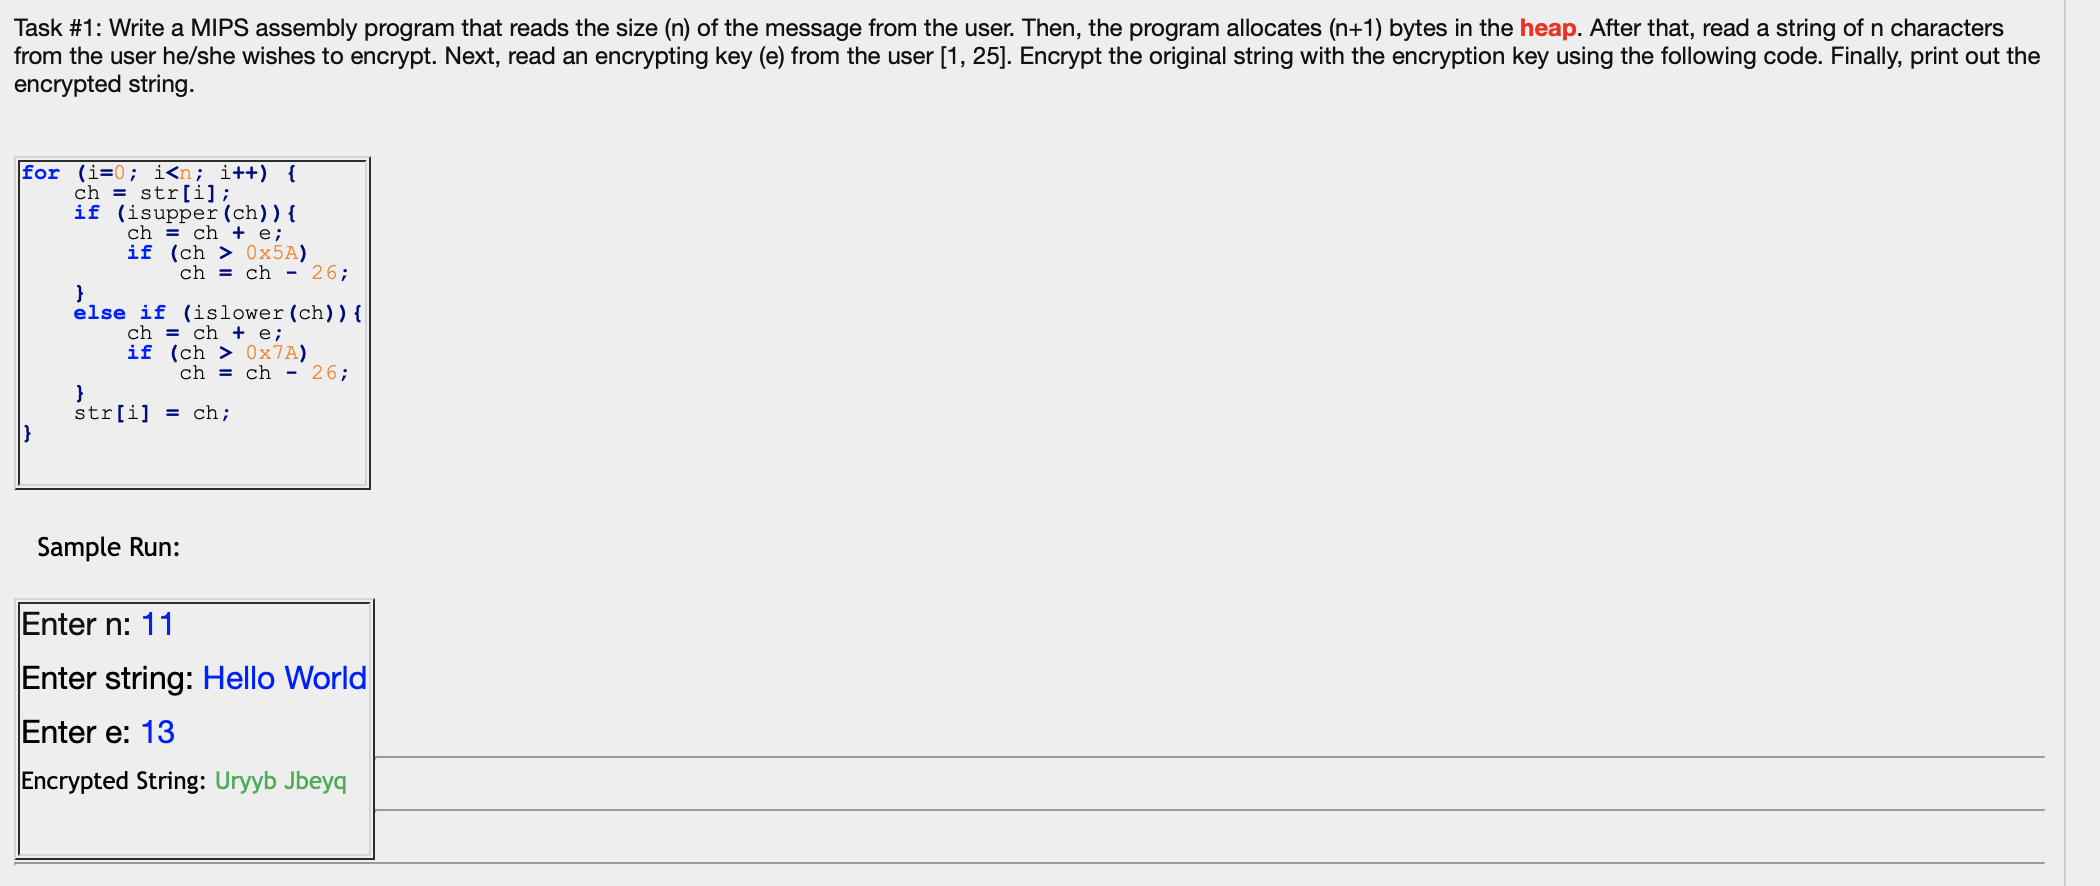 Task #1: Write a MIPS assembly program that reads the size (n) of the message from the user. Then, the program allocates (n+1) bytes in the heap. After that, read a string of n characters
from the user he/she wishes to encrypt. Next, read an encrypting key (e) from the user [1, 25]. Encrypt the original string with the encryption key using the following code. Finally, print out the
encrypted string.
for (i=0; i<n; i++) {
    ch = str[i];
    if (isupper(ch)){
        ch = ch + e;
        if (ch > 0x5A)
            ch = ch - 26;
    }
    else if (islower(ch)){
        ch = ch + e;
        if (ch > 0x7A)
            ch = ch - 26;
    }
    str[i] = ch;
}
Sample Run:
Enter n: 11
Enter string: Hello World
Enter e: 13
Encrypted String: Uryyb Jbeyq